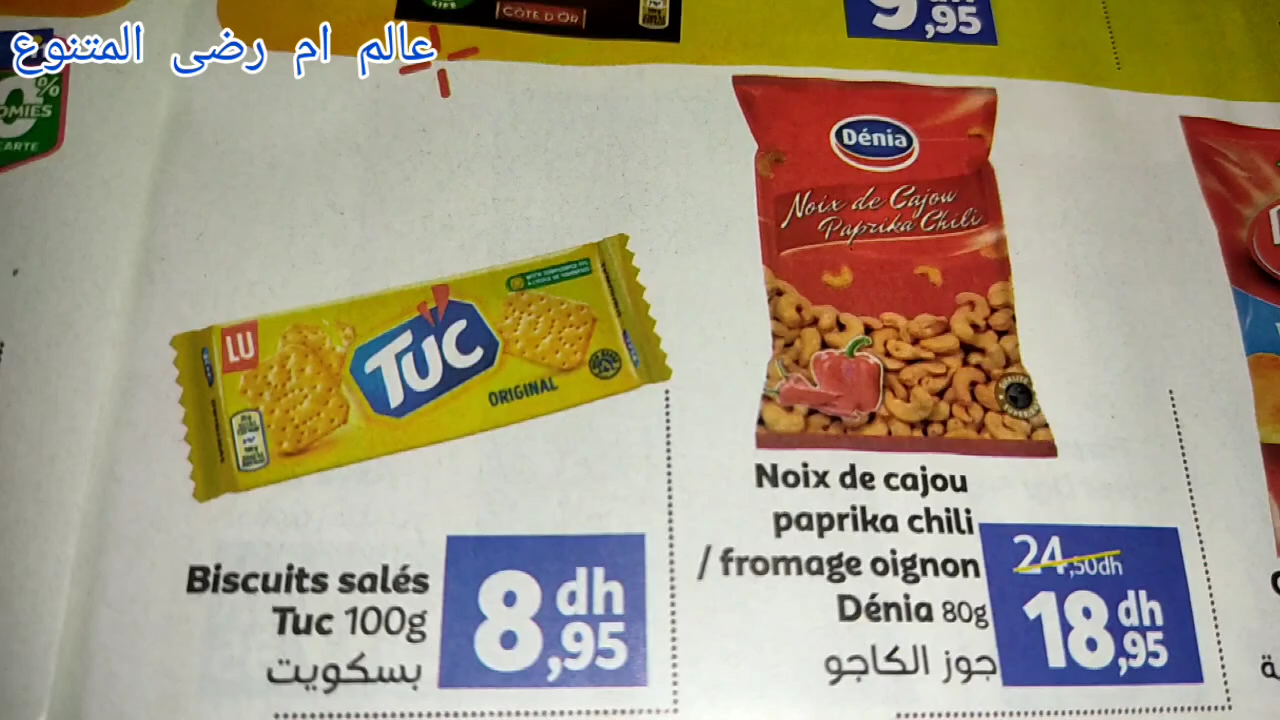 عالم ام رضى المتنوع
CÔTE D'OR
9,95
%
OMIES
CARTE
LU
TUC
ORIGINAL
Biscuits salés
Tuc 100g
بسكويت
8 dh ,95
Dénia
Noix de Cajou
Paprika Chili
Noix de cajou
paprika chili
/ fromage oignon
Dénia 80g
جوز الكاجو
24,50dh
18 dh ,95